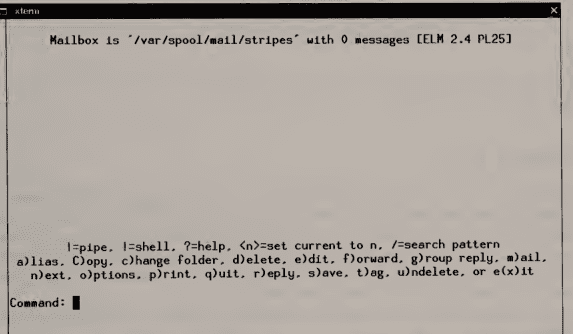 xterm
Mailbox is '/var/spool/mail/stripes' with 0 messages [ELM 2.4 PL25]
|=pipe, !=shell, ?=help, <n>=set current to n, /=search pattern
a)lias, C)opy, c)hange folder, d)elete, e)dit, f)orward, g)roup reply, m)ail,
n)ext, o)ptions, p)rint, q)uit, r)eply, s)ave, t)ag, u)ndelete, or e(x)it
Command: